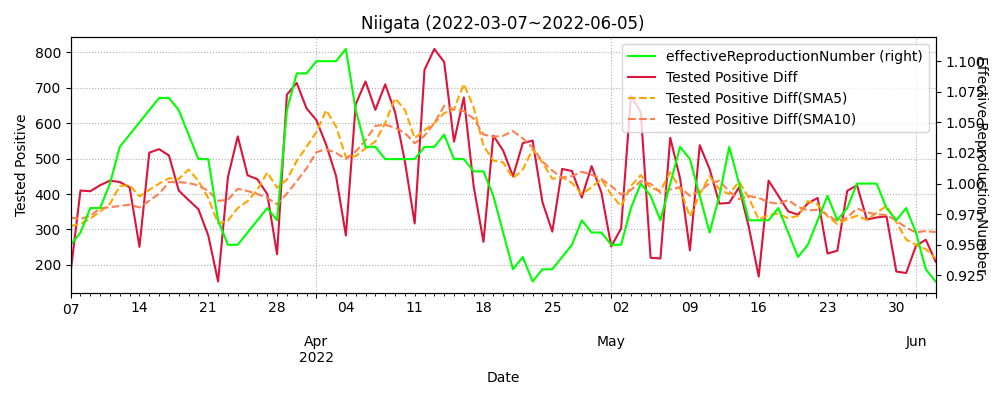 Niigata (2022-03-07~2022-06-05)
effectiveReproductionNumber (right)
Tested Positive Diff
Tested Positive Diff(SMA5)
Tested Positive Diff(SMA10)
Tested Positive
800
700
600
500
400
300
200
1.100
1.075
1.050
1.025
1.000
0.975
0.950
0.925
Effective Reproduction Number
07 14 21 28 04 11 18 25 02 09 16 23 30
Apr May Jun
2022
Date